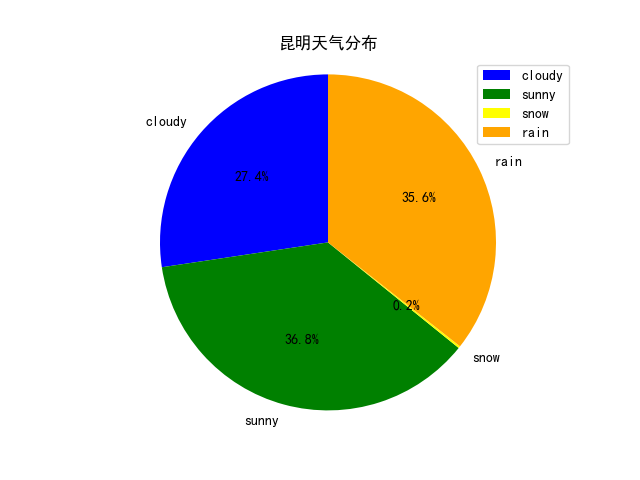 昆明天气分布
cloudy
sunny
snow
rain
cloudy
27.4%
35.6%
rain
0.2%
36.8%
snow
sunny